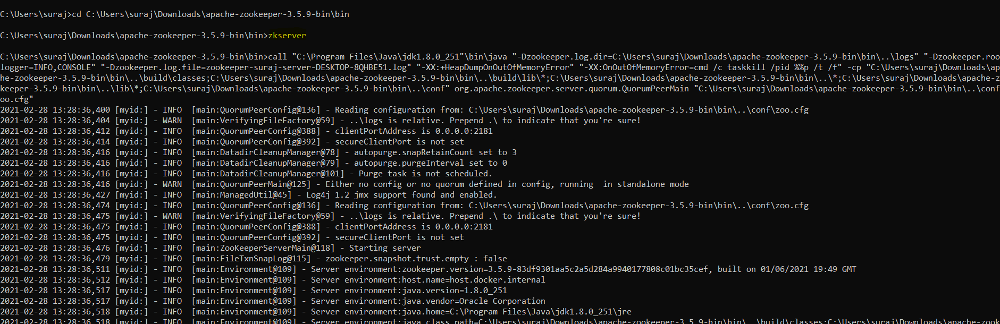 C:\Users\suraj>cd C:\Users\suraj\Downloads\apache-zookeeper-3.5.9-bin\bin
C:\Users\suraj\Downloads\apache-zookeeper-3.5.9-bin\bin>zkserver
C:\Users\suraj\Downloads\apache-zookeeper-3.5.9-bin\bin>call "C:\Program Files\Java\jdk1.8.0_251"\bin\java "-Dzookeeper.log.dir=C:\Users\suraj\Downloads\apache-zookeeper-3.5.9-bin\bin\..\logs" "-Dzookeeper.roo
logger=INFO,CONSOLE" "-Dzookeeper.log.file=zookeeper-suraj-server-DESKTOP-8QHBE51.log" "-XX:+HeapDumpOnOutOfMemoryError" "-XX:OnOutOfMemoryError=cmd /c taskkill /pid %%p /t /f" -cp "C:\Users\suraj\Downloads\ap
he-zookeeper-3.5.9-bin\bin\..\build\classes;C:\Users\suraj\Downloads\apache-zookeeper-3.5.9-bin\bin\..\build\lib\*;C:\Users\suraj\Downloads\apache-zookeeper-3.5.9-bin\bin\..\*;C:\Users\suraj\Downloads\apache-z
keeper-3.5.9-bin\bin\..\lib\*;C:\Users\suraj\Downloads\apache-zookeeper-3.5.9-bin\bin\..\conf" org.apache.zookeeper.server.quorum.QuorumPeerMain "C:\Users\suraj\Downloads\apache-zookeeper-3.5.9-bin\bin\..\conf
oo.cfg"
2021-02-28 13:28:36,400 [myid:] - INFO  [main:QuorumPeerConfig@136] - Reading configuration from: C:\Users\suraj\Downloads\apache-zookeeper-3.5.9-bin\bin\..\conf\zoo.cfg
2021-02-28 13:28:36,404 [myid:] - WARN  [main:VerifyingFileFactory@59] - ..\logs is relative. Prepend .\ to indicate that you're sure!
2021-02-28 13:28:36,412 [myid:] - INFO  [main:QuorumPeerConfig@388] - clientPortAddress is 0.0.0.0:2181
2021-02-28 13:28:36,414 [myid:] - INFO  [main:QuorumPeerConfig@392] - secureClientPort is not set
2021-02-28 13:28:36,416 [myid:] - INFO  [main:DatadirCleanupManager@78] - autopurge.snapRetainCount set to 3
2021-02-28 13:28:36,416 [myid:] - INFO  [main:DatadirCleanupManager@79] - autopurge.purgeInterval set to 0
2021-02-28 13:28:36,416 [myid:] - INFO  [main:DatadirCleanupManager@101] - Purge task is not scheduled.
2021-02-28 13:28:36,416 [myid:] - WARN  [main:QuorumPeerMain@125] - Either no config or no quorum defined in config, running  in standalone mode
2021-02-28 13:28:36,427 [myid:] - INFO  [main:ManagedUtil@45] - Log4j 1.2 jmx support found and enabled.
2021-02-28 13:28:36,474 [myid:] - INFO  [main:QuorumPeerConfig@136] - Reading configuration from: C:\Users\suraj\Downloads\apache-zookeeper-3.5.9-bin\bin\..\conf\zoo.cfg
2021-02-28 13:28:36,475 [myid:] - WARN  [main:VerifyingFileFactory@59] - ..\logs is relative. Prepend .\ to indicate that you're sure!
2021-02-28 13:28:36,475 [myid:] - INFO  [main:QuorumPeerConfig@388] - clientPortAddress is 0.0.0.0:2181
2021-02-28 13:28:36,475 [myid:] - INFO  [main:QuorumPeerConfig@392] - secureClientPort is not set
2021-02-28 13:28:36,476 [myid:] - INFO  [main:ZooKeeperServerMain@118] - Starting server
2021-02-28 13:28:36,479 [myid:] - INFO  [main:FileTxnSnapLog@115] - zookeeper.snapshot.trust.empty : false
2021-02-28 13:28:36,511 [myid:] - INFO  [main:Environment@109] - Server environment:zookeeper.version=3.5.9-83df9301aa5c2a5d284a9940177808c01bc35cef, built on 01/06/2021 19:49 GMT
2021-02-28 13:28:36,512 [myid:] - INFO  [main:Environment@109] - Server environment:host.name=host.docker.internal
2021-02-28 13:28:36,517 [myid:] - INFO  [main:Environment@109] - Server environment:java.version=1.8.0_251
2021-02-28 13:28:36,517 [myid:] - INFO  [main:Environment@109] - Server environment:java.vendor=Oracle Corporation
2021-02-28 13:28:36,518 [myid:] - INFO  [main:Environment@109] - Server environment:java.home=C:\Program Files\Java\jdk1.8.0_251\jre
2021-02-28 13:28:36,518 [myid:] - INFO  [main:Environment@109] - Server environment:java.class.path=C:\Users\suraj\Downloads\apache-zookeeper-3.5.9-bin\bin\..\build\classes;C:\Users\suraj\Downloads\apache-zook